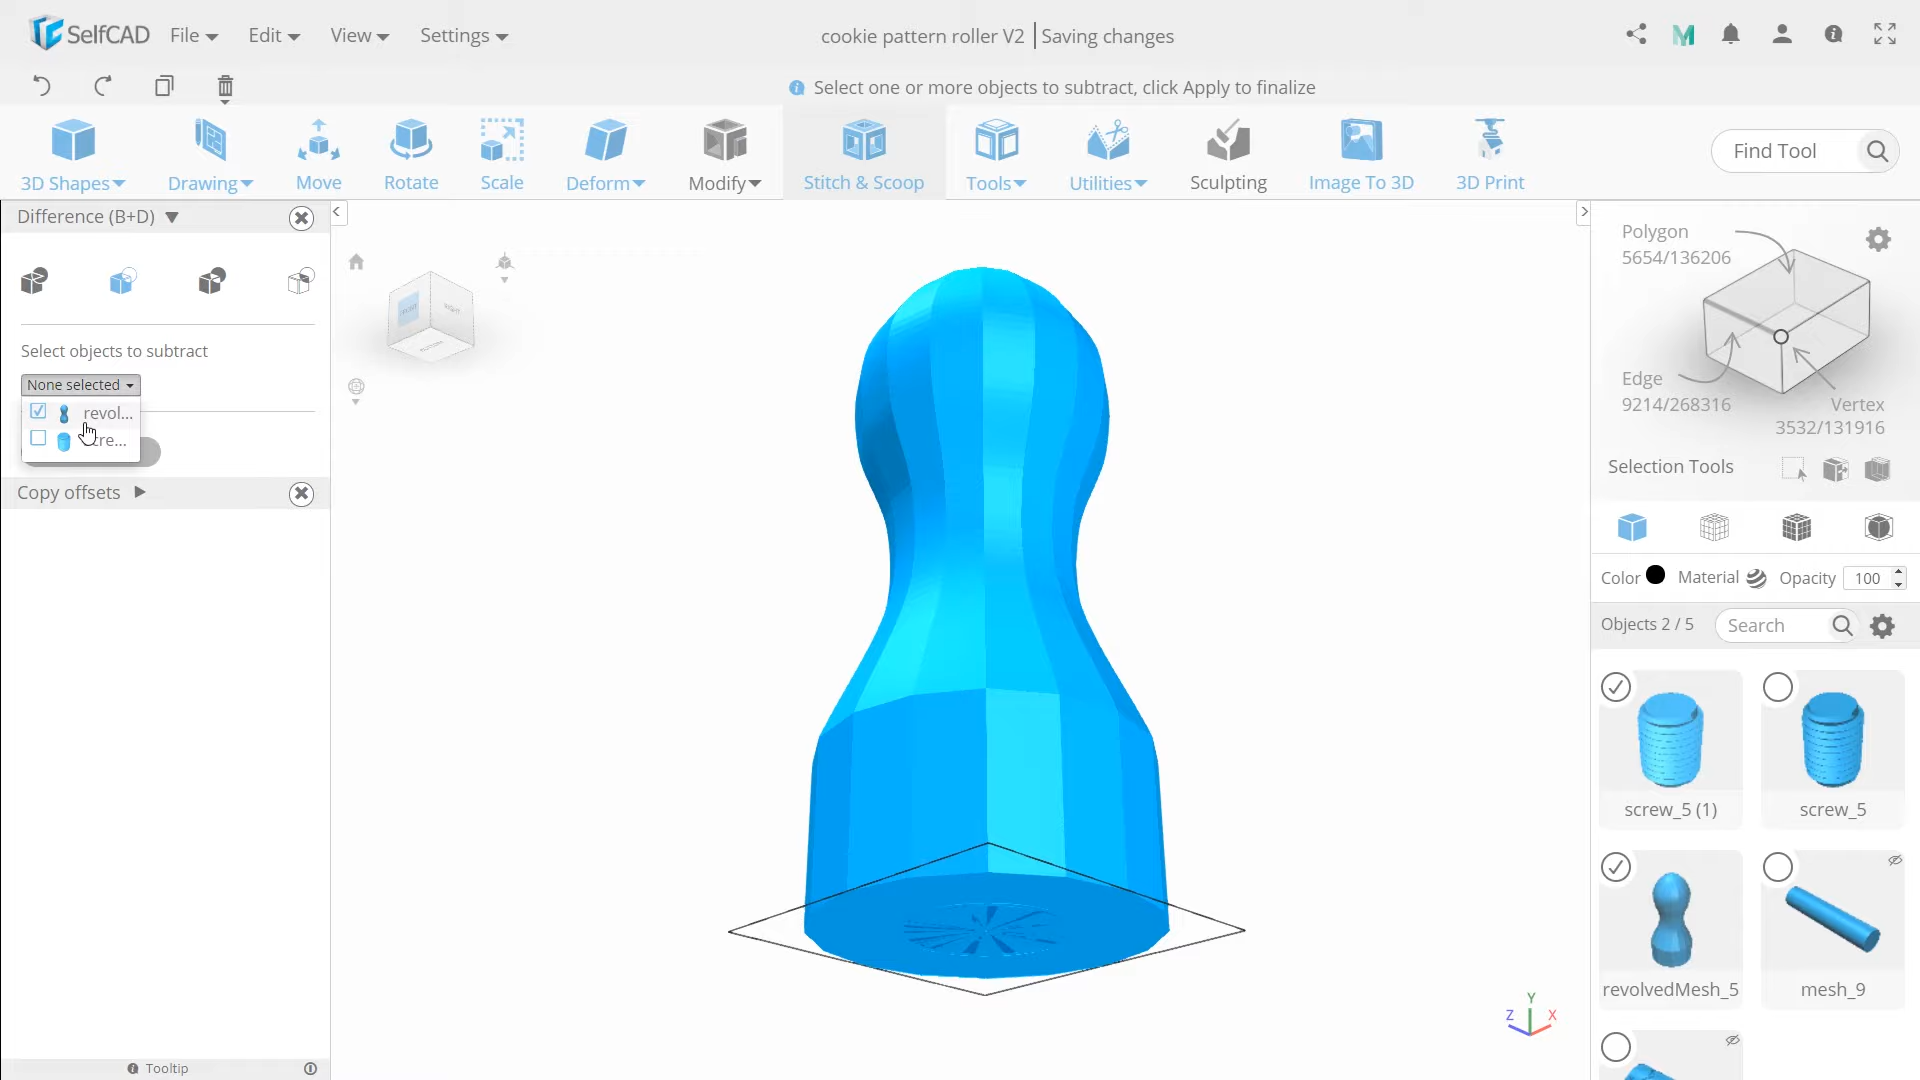 SelfCAD File Edit View Settings cookie pattern roller V2 Saving changes
Select one or more objects to subtract, click Apply to finalize
3D Shapes Drawing Move Rotate Scale Deform Modify Stitch & Scoop Tools Utilities Sculpting Image To 3D 3D Print Find Tool
Difference (B+D)
Select objects to subtract
None selected
revol...
cre...
Copy offsets
Tooltip
Z Y X
Polygon
5654/136206
Edge
9214/268316
Vertex
3532/131916
Selection Tools
Color Material Opacity 100
Objects 2 / 5 Search
screw_5 (1) screw_5
revolvedMesh_5 mesh_9